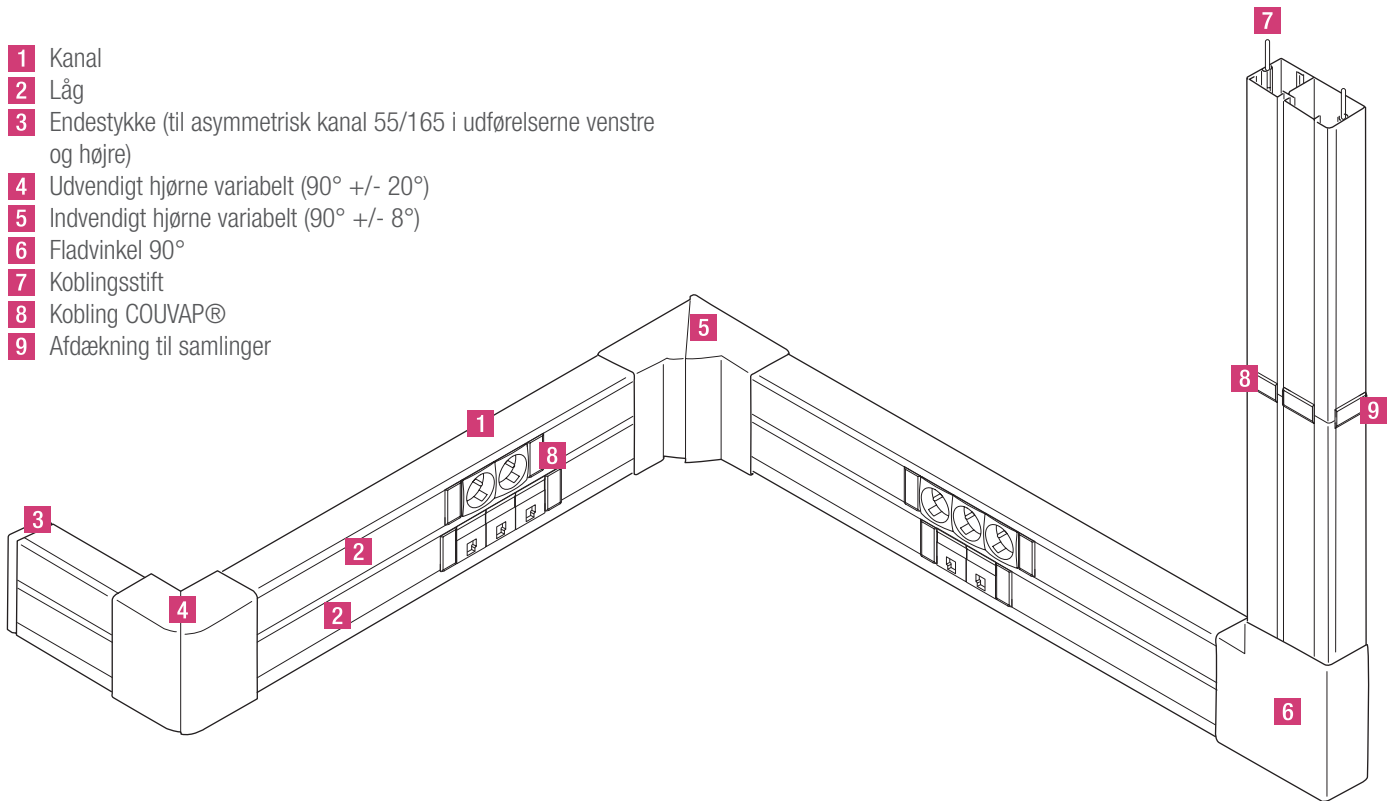 1 Kanal
2 Låg
3 Endestykke (til asymmetrisk kanal 55/165 i udførelserne venstre
og højre)
4 Udvendigt hjørne variabelt (90° +/- 20°)
5 Indvendigt hjørne variabelt (90° +/- 8°)
6 Fladvinkel 90°
7 Koblingsstift
8 Kobling COUVAP®
9 Afdækning til samlinger
7
5
8
9
1
8
3
2
4
2
6